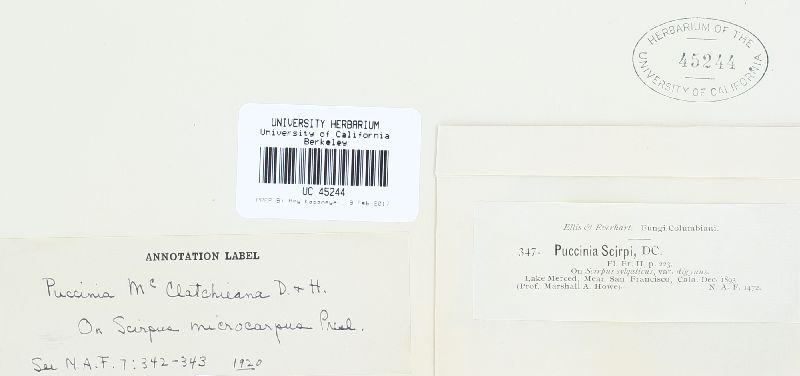 HERBARIUM OF THE
45244
UNIVERSITY OF CALIFORNIA
UNIVERSITY HERBARIUM
University of California
Berkeley
UC 45244
ANNOTATION LABEL
Puccinia McClatchieana D. & H.
On Scirpus microcarpus Presl.
See N.A.F. 7:342-343 1920
Ellis & Everhart. Fungi Columbiani.
347. Puccinia Scirpi, DC.
Fl. Fr. II, p. 223.
On Scirpus sylvaticus, var. digynus.
Lake Merced, Near San Francisco, Cala. Dec. 1893
(Prof. Marshall A. Howe). N. A. F. 1472.